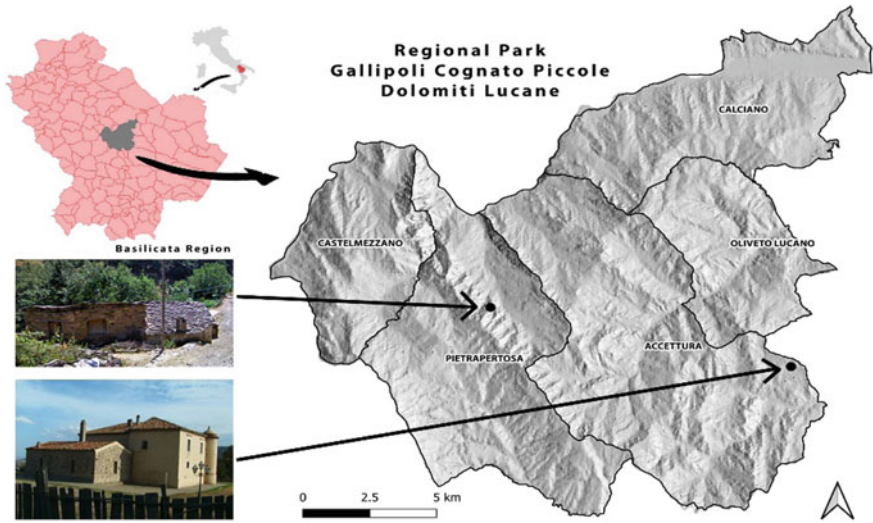 Regional Park
Gallipoli Cognato Piccole
Dolomiti Lucane
CALCIANO
Basilicata Region
CASTELMEZZANO
OLIVETO LUCANO
ACCETTURA
PIETRAPERTOSA
0 2.5 5 km